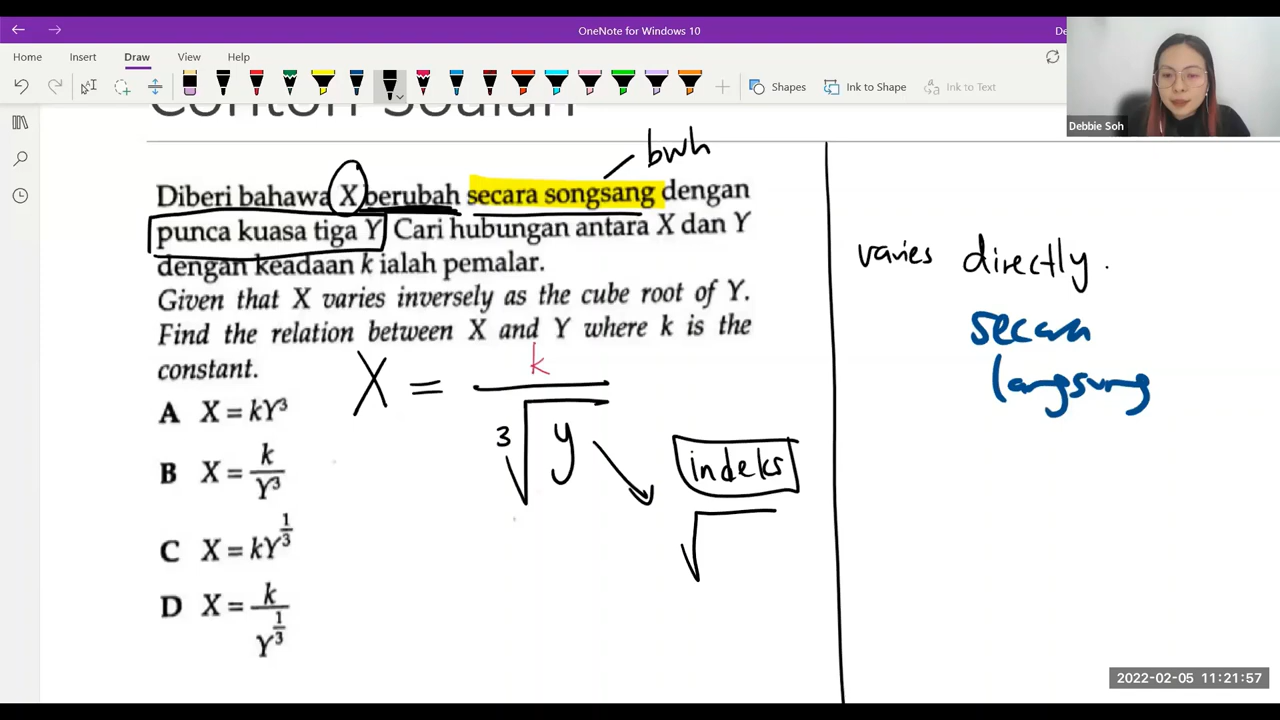 OneNote for Windows 10
De
Home Insert Draw View Help
Shapes Ink to Shape Ink to Text
Debbie Soh
Contoh Soalan
bwh
Diberi bahawa X berubah secara songsang dengan
punca kuasa tiga Y. Cari hubungan antara X dan Y
dengan keadaan k ialah pemalar.
Given that X varies inversely as the cube root of Y.
Find the relation between X and Y where k is the
constant.
A X = kY³
B X = k/Y³
C X = kY^(1/3)
D X = k/Y^(1/3)
X = k/∛y
indeks
√
varies directly.
secara
langsung
2022-02-05 11:21:57